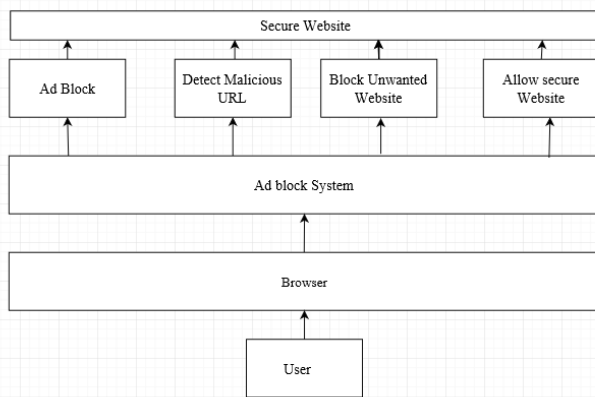 Secure Website
Ad Block
Detect Malicious
URL
Block Unwanted
Website
Allow secure
Website
Ad block System
Browser
User